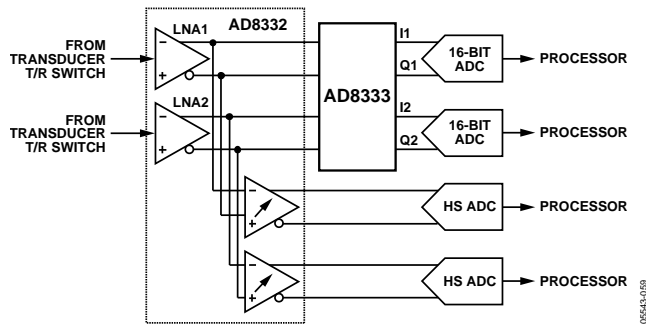 AD8332
LNA1
FROM
TRANSDUCER
T/R SWITCH
–
+
LNA2
FROM
TRANSDUCER
T/R SWITCH
–
+
AD8333
I1
Q1
I2
Q2
16-BIT
ADC
PROCESSOR
16-BIT
ADC
PROCESSOR
–
+
HS ADC
PROCESSOR
–
+
HS ADC
PROCESSOR
05543-059